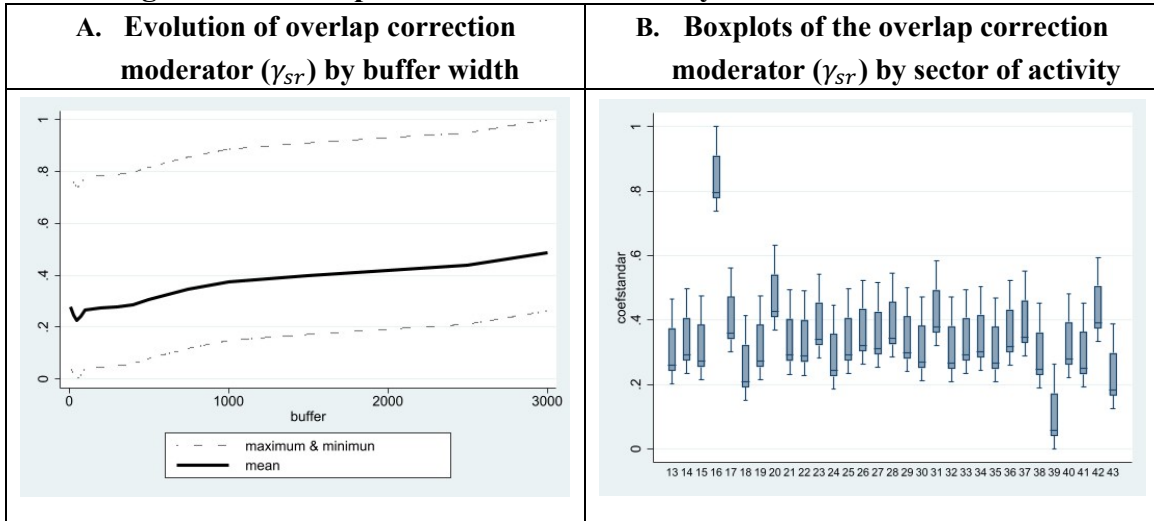 A. Evolution of overlap correction
moderator (γsr) by buffer width
B. Boxplots of the overlap correction
moderator (γsr) by sector of activity
1
.8
.6
.4
.2
0
0 1000 2000 3000
buffer
maximum & minimun
mean
coefstandar
1
.8
.6
.4
.2
0
13 14 15 16 17 18 19 20 21 22 23 24 25 26 27 28 29 30 31 32 33 34 35 36 37 38 39 40 41 42 43